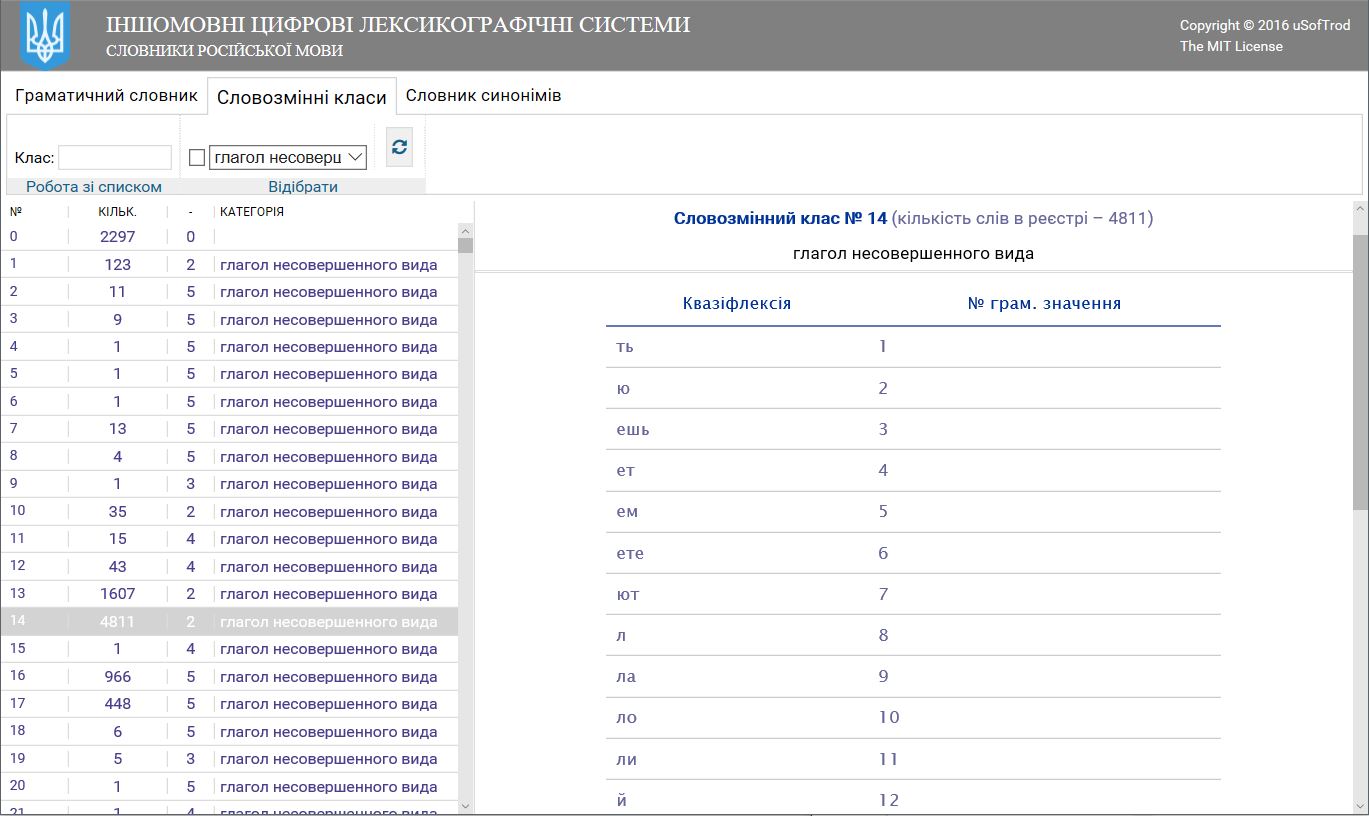 ІНШОМОВНІ ЦИФРОВІ ЛЕКСИКОГРАФІЧНІ СИСТЕМИ
СЛОВНИКИ РОСІЙСЬКОЇ МОВИ
Copyright © 2016 uSofTrod
The MIT License
Граматичний словник Словозмінні класи Словник синонімів
Клас: глагол несоверш
Робота зі списком Відібрати
№ КІЛЬК. - КАТЕГОРІЯ
0 2297 0
1 123 2 глагол несовершенного вида
2 11 5 глагол несовершенного вида
3 9 5 глагол несовершенного вида
4 1 5 глагол несовершенного вида
5 1 5 глагол несовершенного вида
6 1 5 глагол несовершенного вида
7 13 5 глагол несовершенного вида
8 4 5 глагол несовершенного вида
9 1 3 глагол несовершенного вида
10 35 2 глагол несовершенного вида
11 15 4 глагол несовершенного вида
12 43 4 глагол несовершенного вида
13 1607 2 глагол несовершенного вида
14 4811 2 глагол несовершенного вида
15 1 4 глагол несовершенного вида
16 966 5 глагол несовершенного вида
17 448 5 глагол несовершенного вида
18 6 5 глагол несовершенного вида
19 5 3 глагол несовершенного вида
20 1 5 глагол несовершенного вида
21 1 4 глагол несовершенного вида
Словозмінний клас № 14 (кількість слів в реєстрі – 4811)
глагол несовершенного вида
Квазіфлексія № грам. значення
ть 1
ю 2
ешь 3
ет 4
ем 5
ете 6
ют 7
л 8
ла 9
ло 10
ли 11
й 12